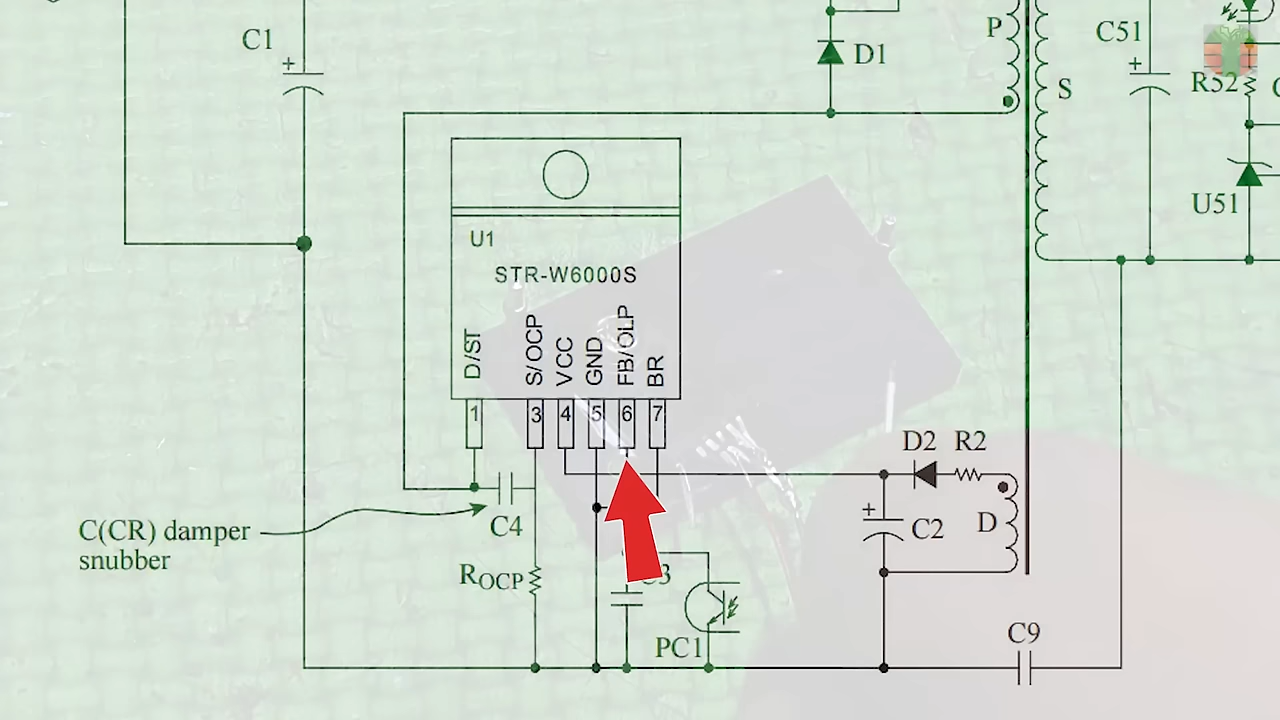 C1
+
D1
P
S
C51
+
R52
U51
U1
STR-W6000S
D/ST
S/OCP
VCC
GND
FB/OLP
BR
1
3
4
5
6
7
D2
R2
+
C2
D
C(CR) damper
snubber
C4
ROCP
PC1
C9